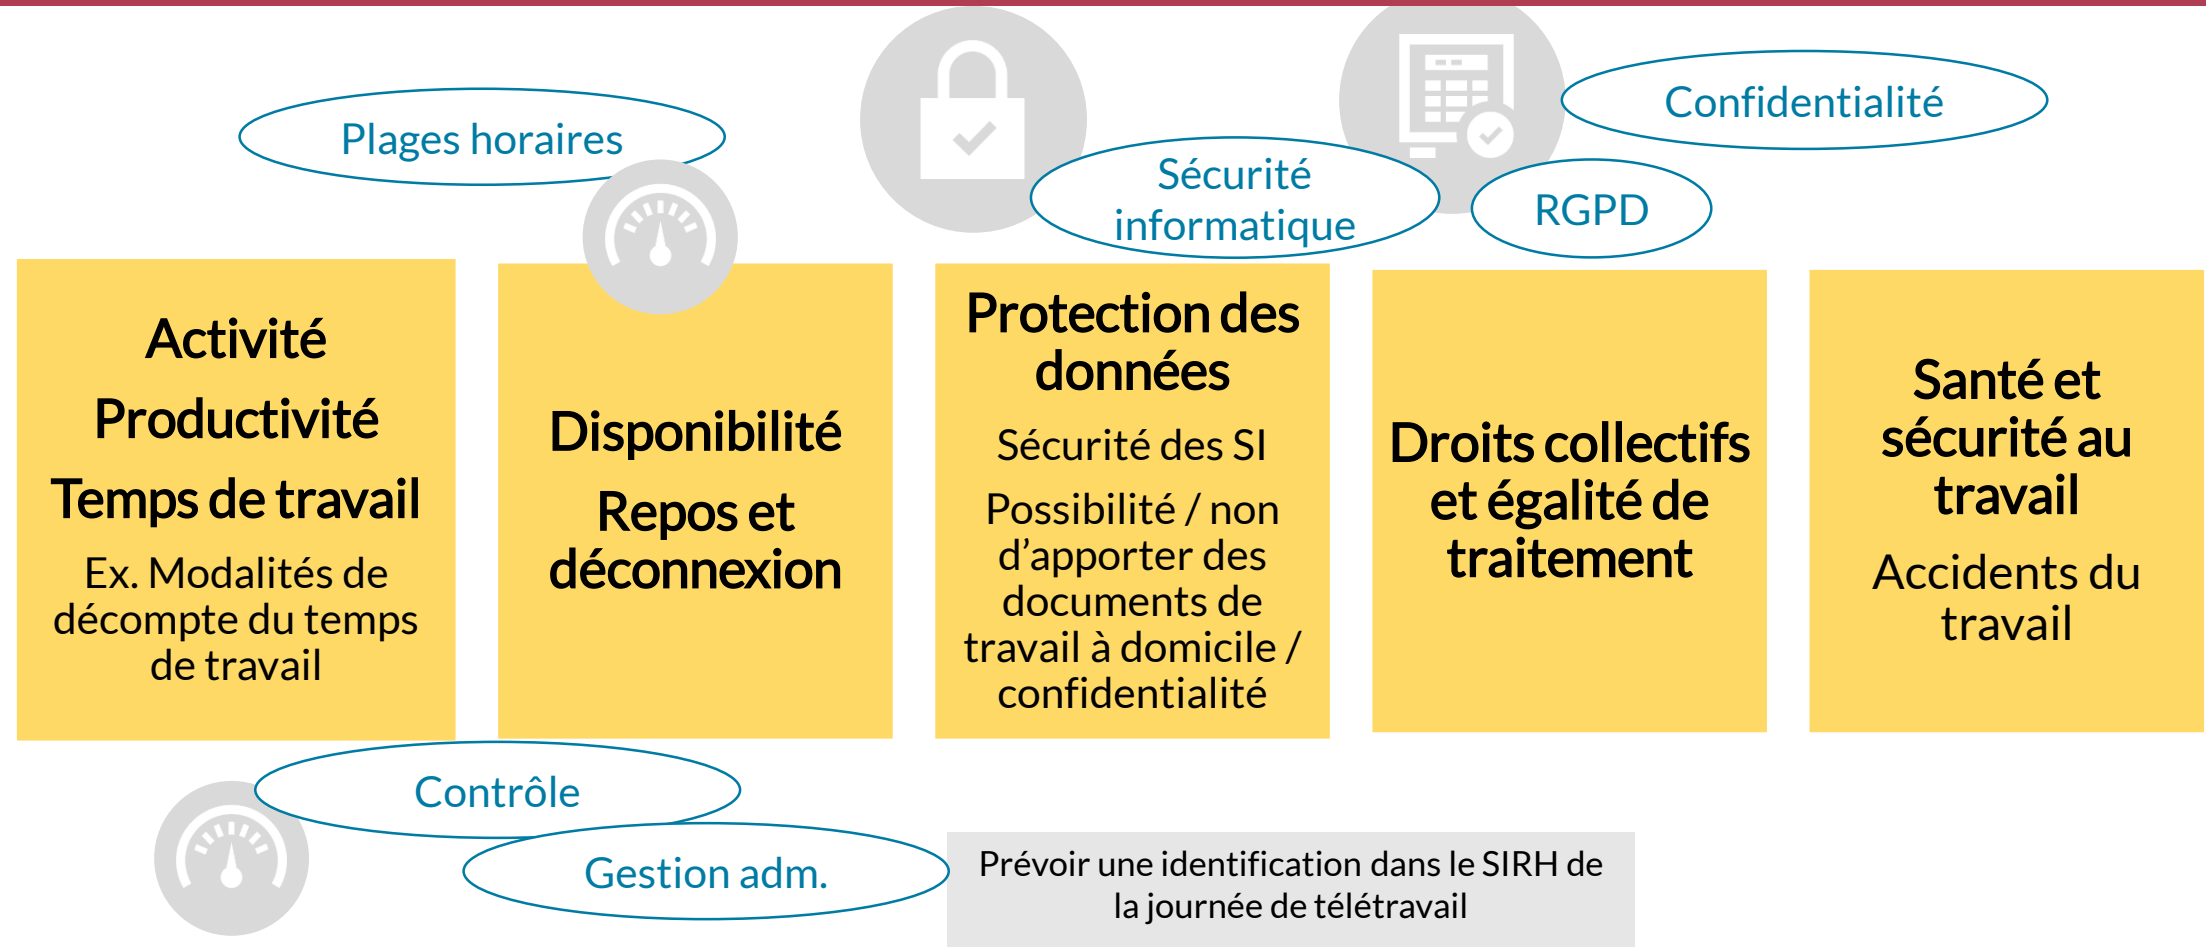 Plages horaires
Sécurité
informatique
Confidentialité
RGPD
Activité
Productivité
Temps de travail
Ex. Modalités de
décompte du temps
de travail
Disponibilité
Repos et
déconnexion
Protection des
données
Sécurité des SI
Possibilité / non
d’apporter des
documents de
travail à domicile /
confidentialité
Droits collectifs
et égalité de
traitement
Santé et
sécurité au
travail
Accidents du
travail
Contrôle
Gestion adm.
Prévoir une identification dans le SIRH de
la journée de télétravail